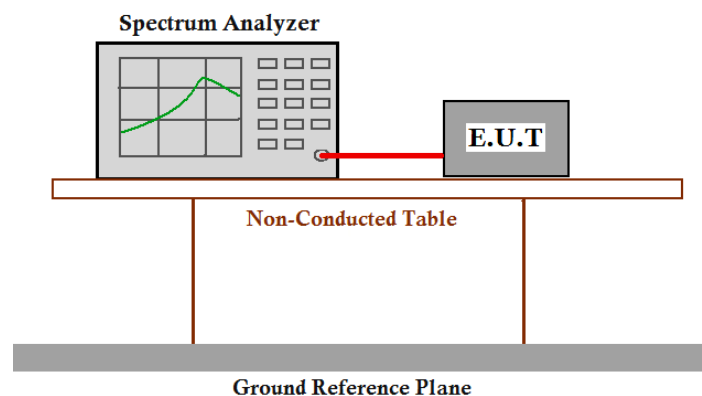 Spectrum Analyzer
E.U.T
Non-Conducted Table
Ground Reference Plane